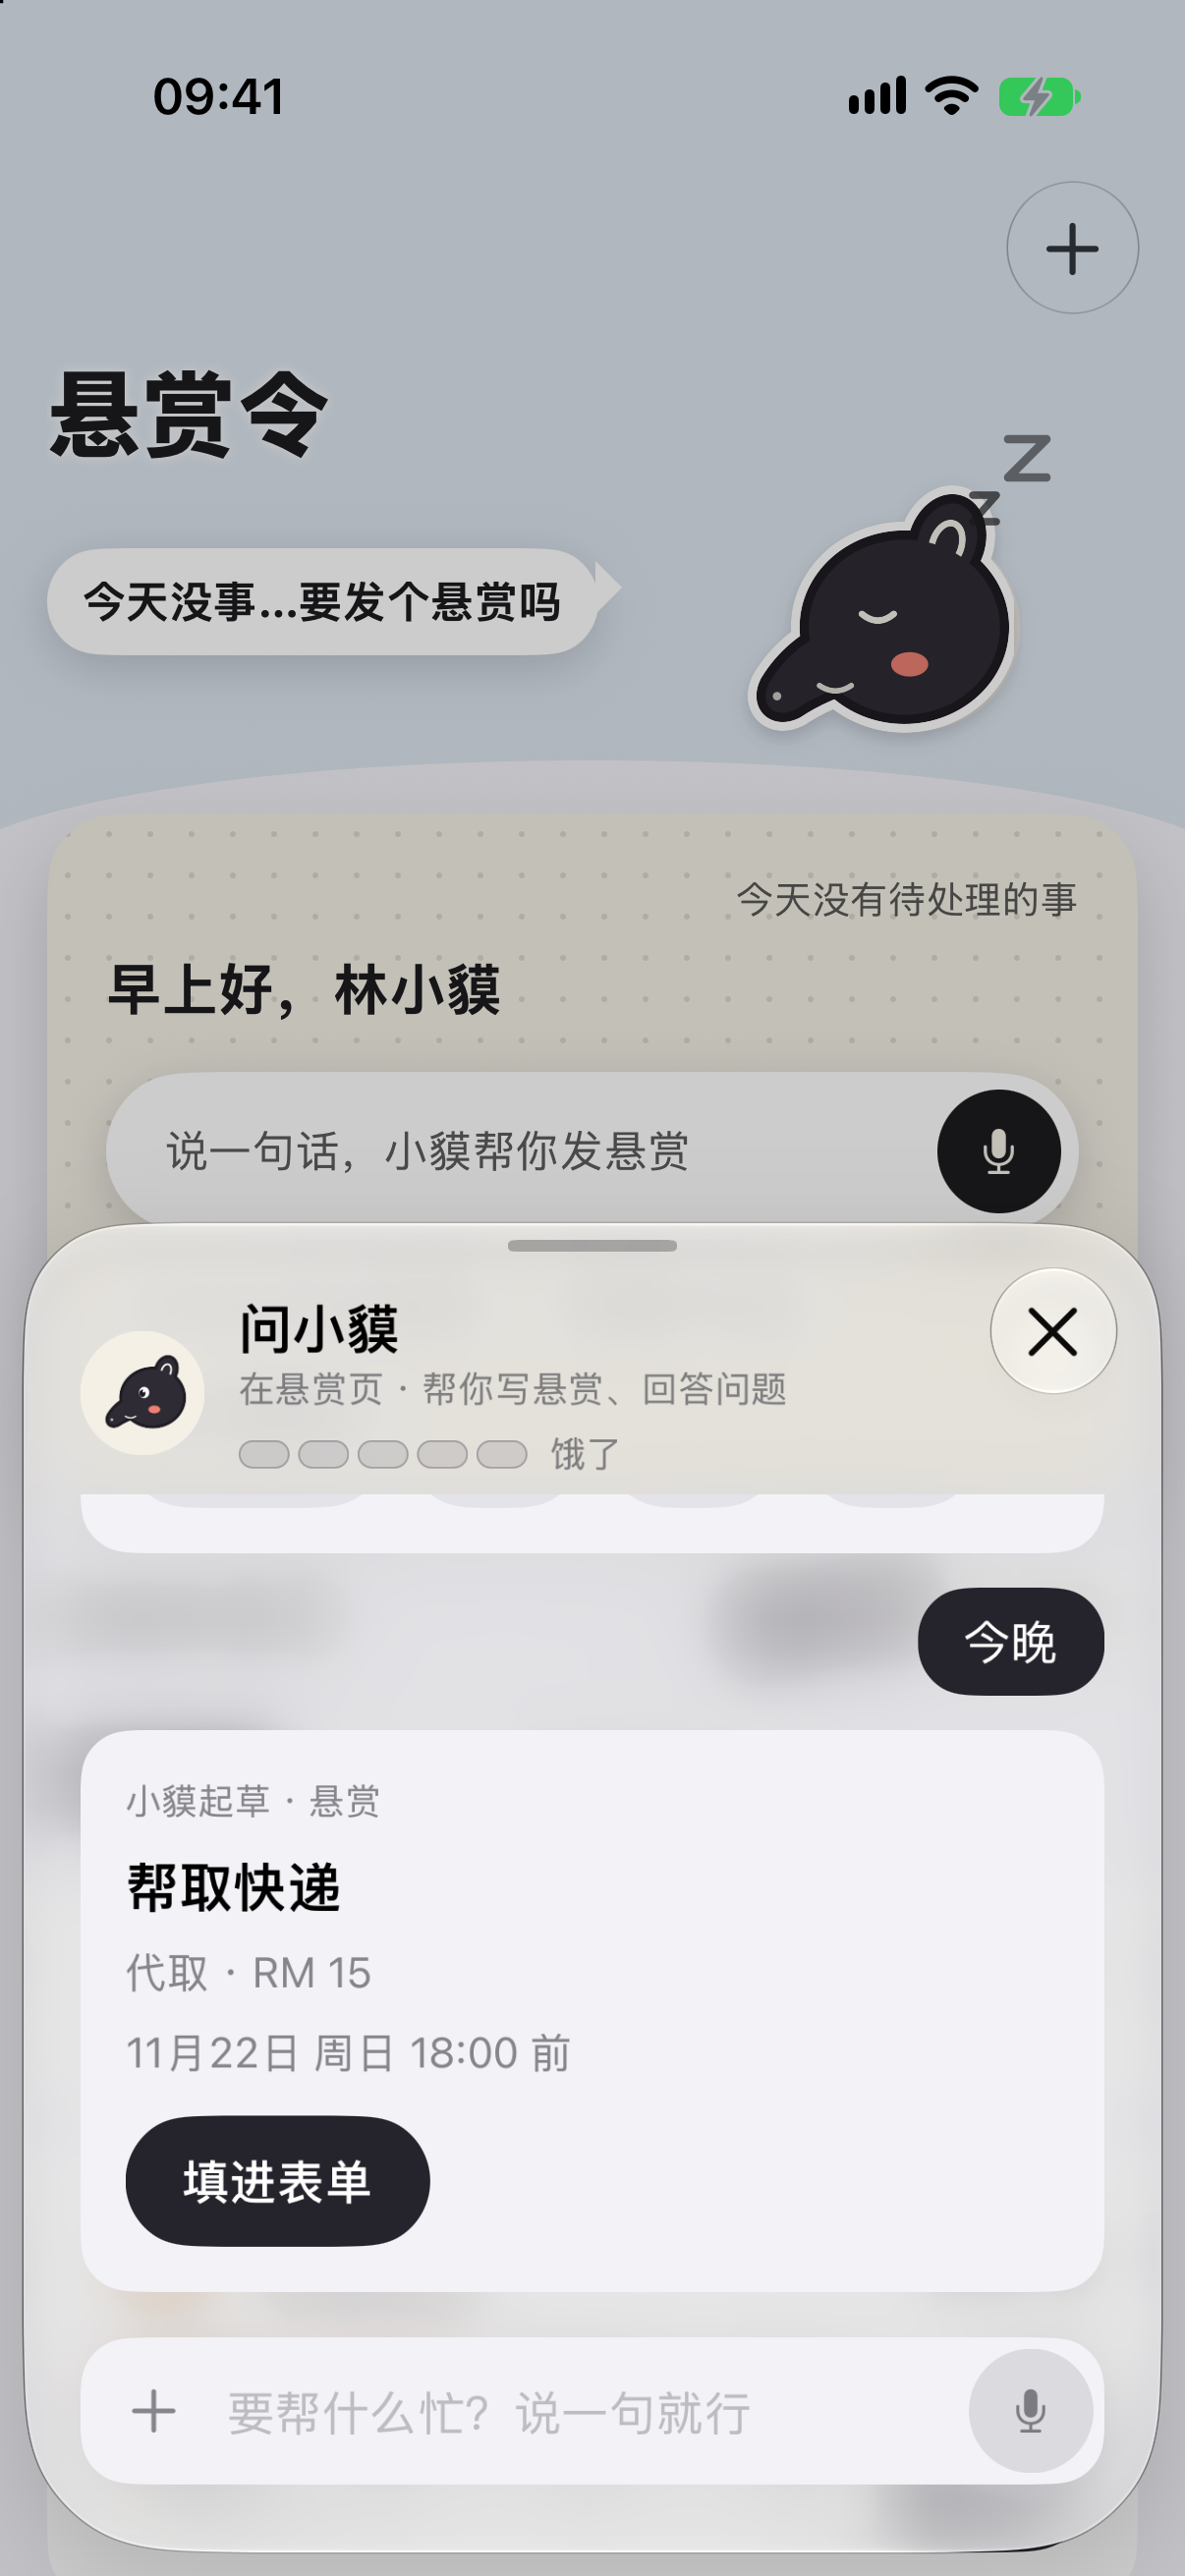 09:41
悬赏令
z
z
今天没事...要发个悬赏吗
今天没有待处理的事
早上好，林小貘
说一句话，小貘帮你发悬赏
问小貘
在悬赏页 · 帮你写悬赏、回答问题
饿了
今晚
小貘起草 · 悬赏
帮取快递
代取 · RM 15
11月22日 周日 18:00 前
填进表单
要帮什么忙？说一句就行